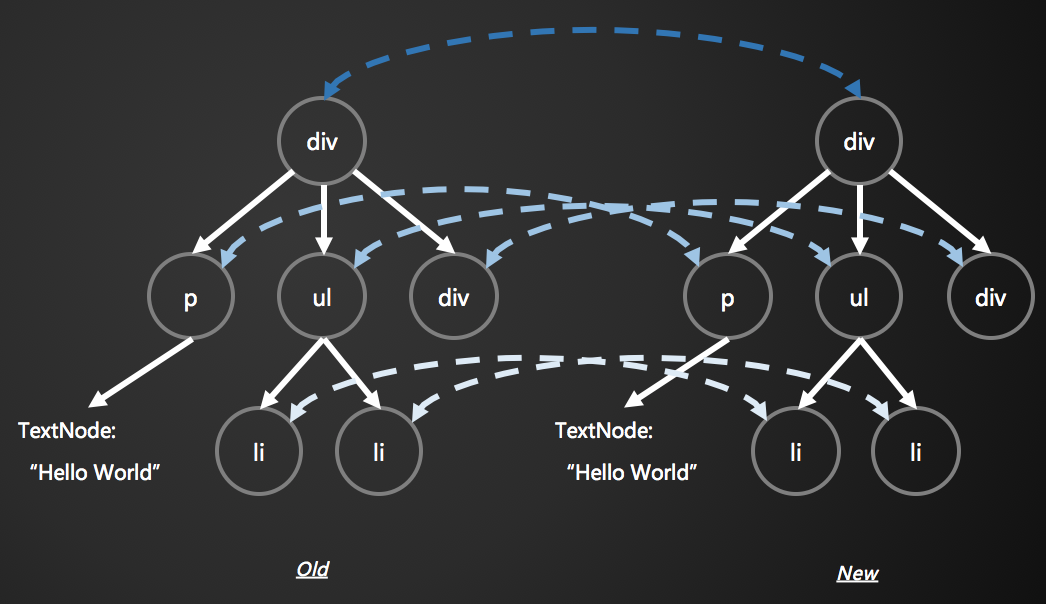 div
div
p
ul
div
p
ul
div
TextNode:
“Hello World”
li
li
TextNode:
“Hello World”
li
li
Old
New